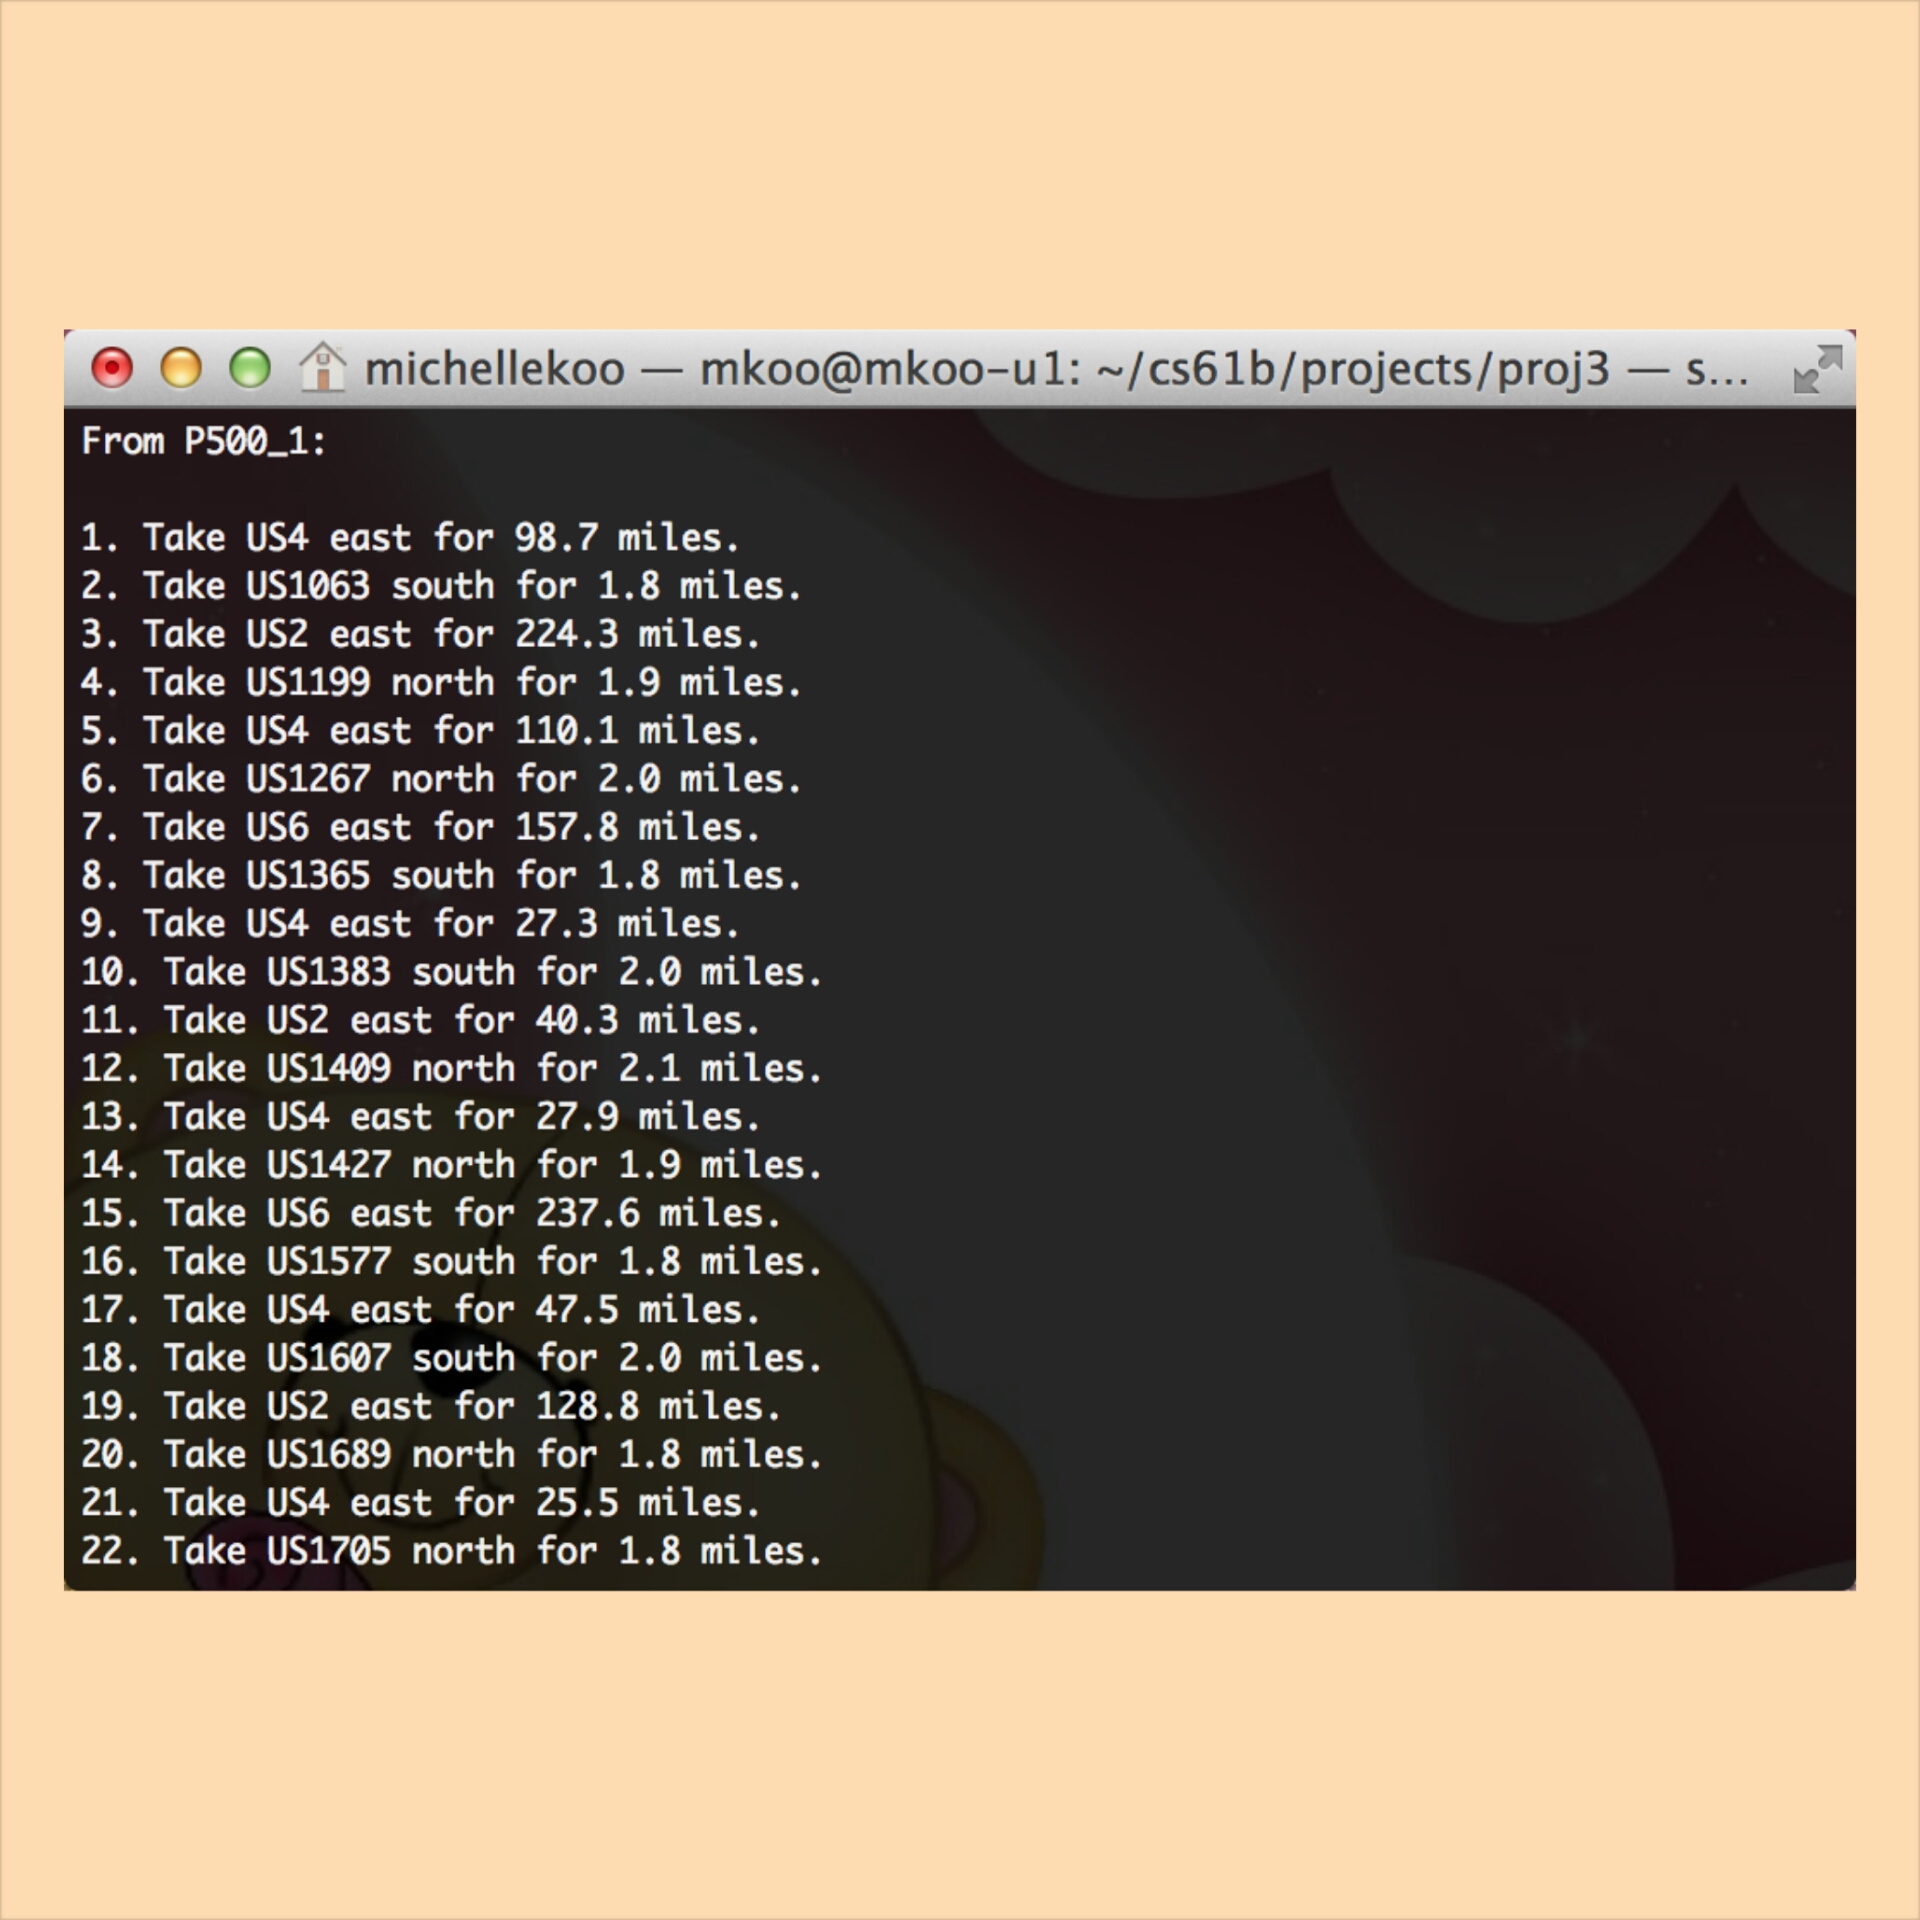 michellekoo — mkoo@mkoo-u1: ~/cs61b/projects/proj3 — s...
From P500_1:
1. Take US4 east for 98.7 miles.
2. Take US1063 south for 1.8 miles.
3. Take US2 east for 224.3 miles.
4. Take US1199 north for 1.9 miles.
5. Take US4 east for 110.1 miles.
6. Take US1267 north for 2.0 miles.
7. Take US6 east for 157.8 miles.
8. Take US1365 south for 1.8 miles.
9. Take US4 east for 27.3 miles.
10. Take US1383 south for 2.0 miles.
11. Take US2 east for 40.3 miles.
12. Take US1409 north for 2.1 miles.
13. Take US4 east for 27.9 miles.
14. Take US1427 north for 1.9 miles.
15. Take US6 east for 237.6 miles.
16. Take US1577 south for 1.8 miles.
17. Take US4 east for 47.5 miles.
18. Take US1607 south for 2.0 miles.
19. Take US2 east for 128.8 miles.
20. Take US1689 north for 1.8 miles.
21. Take US4 east for 25.5 miles.
22. Take US1705 north for 1.8 miles.